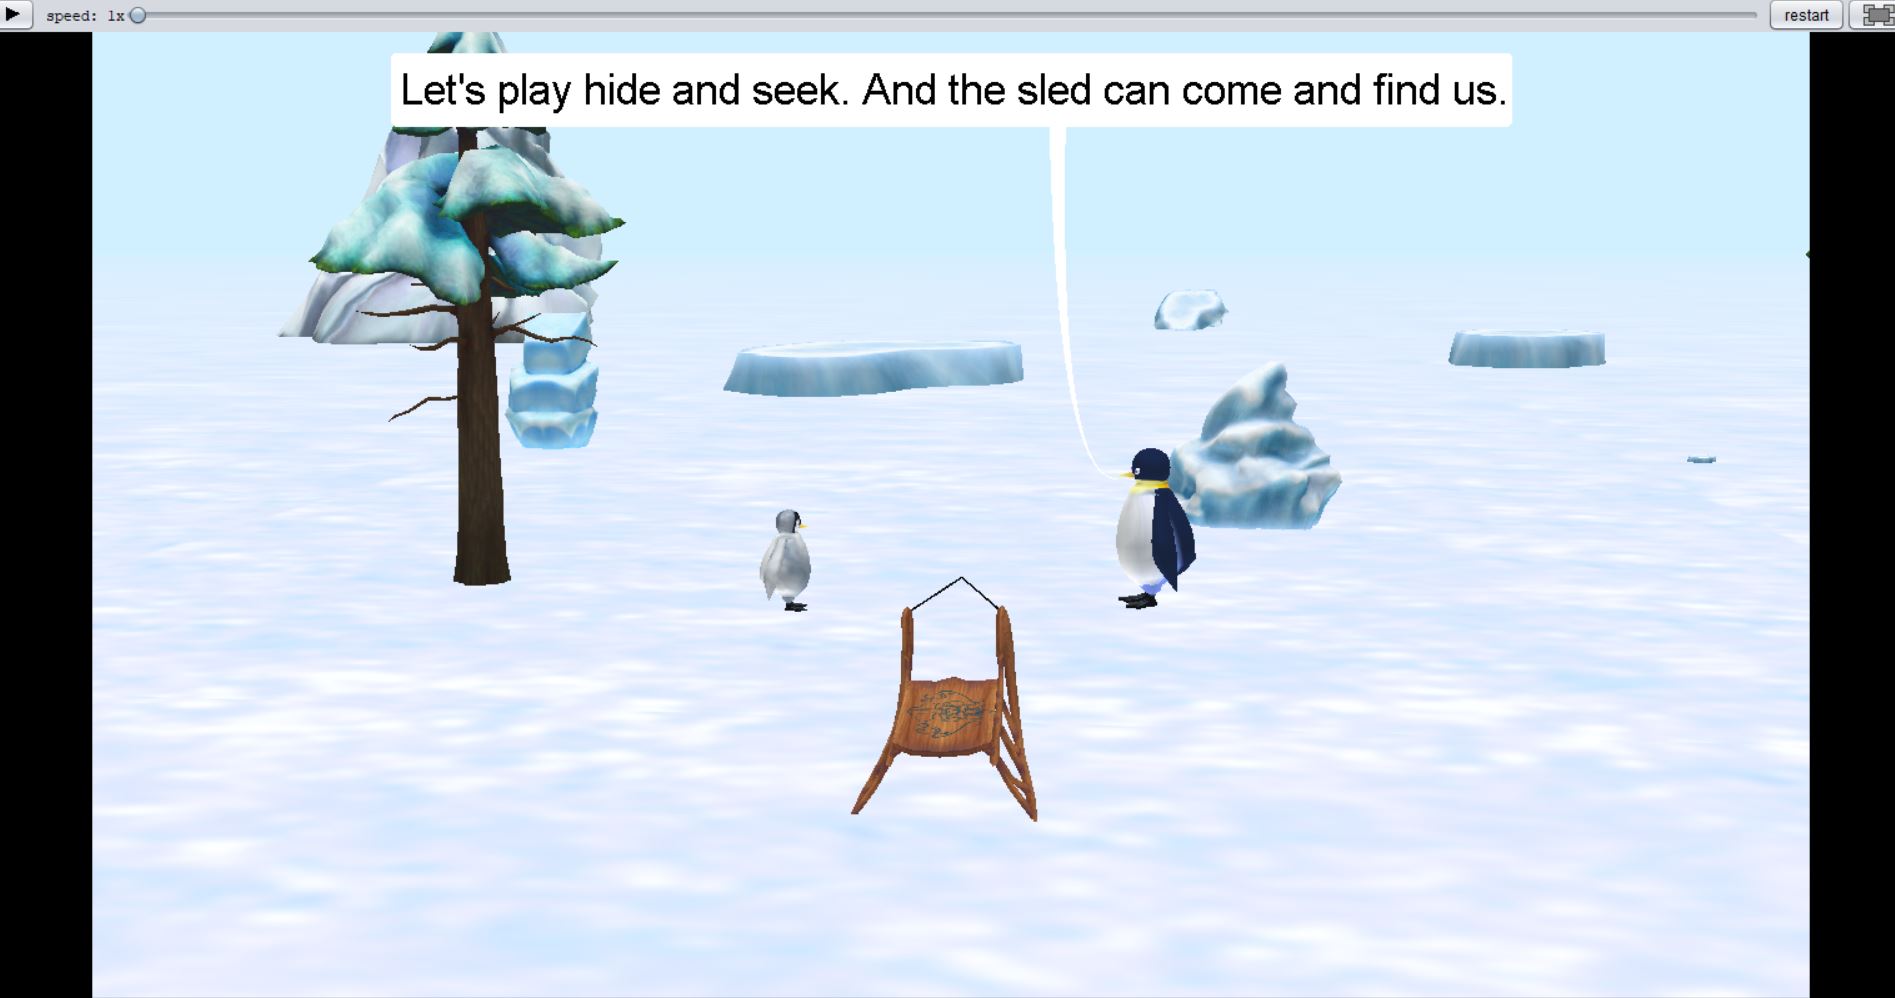 speed: 1x
restart
Let's play hide and seek. And the sled can come and find us.